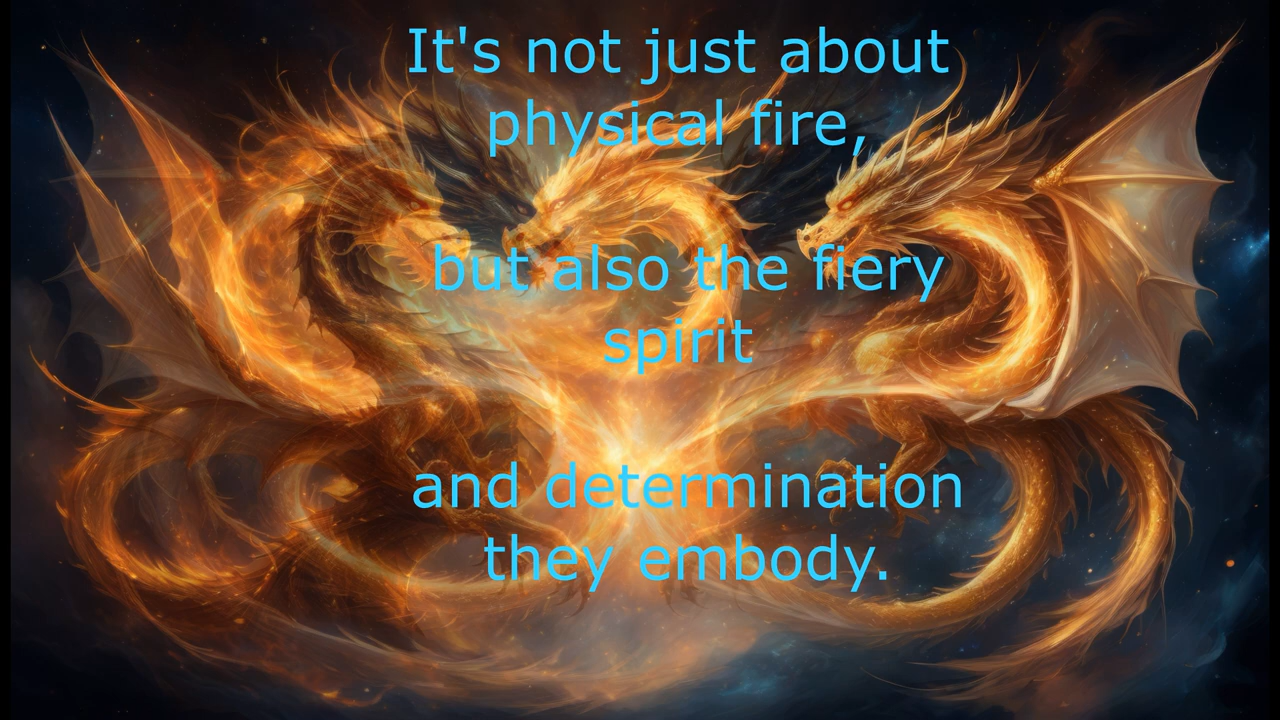 It's not just about
physical fire,
but also the fiery
spirit
and determination
they embody.